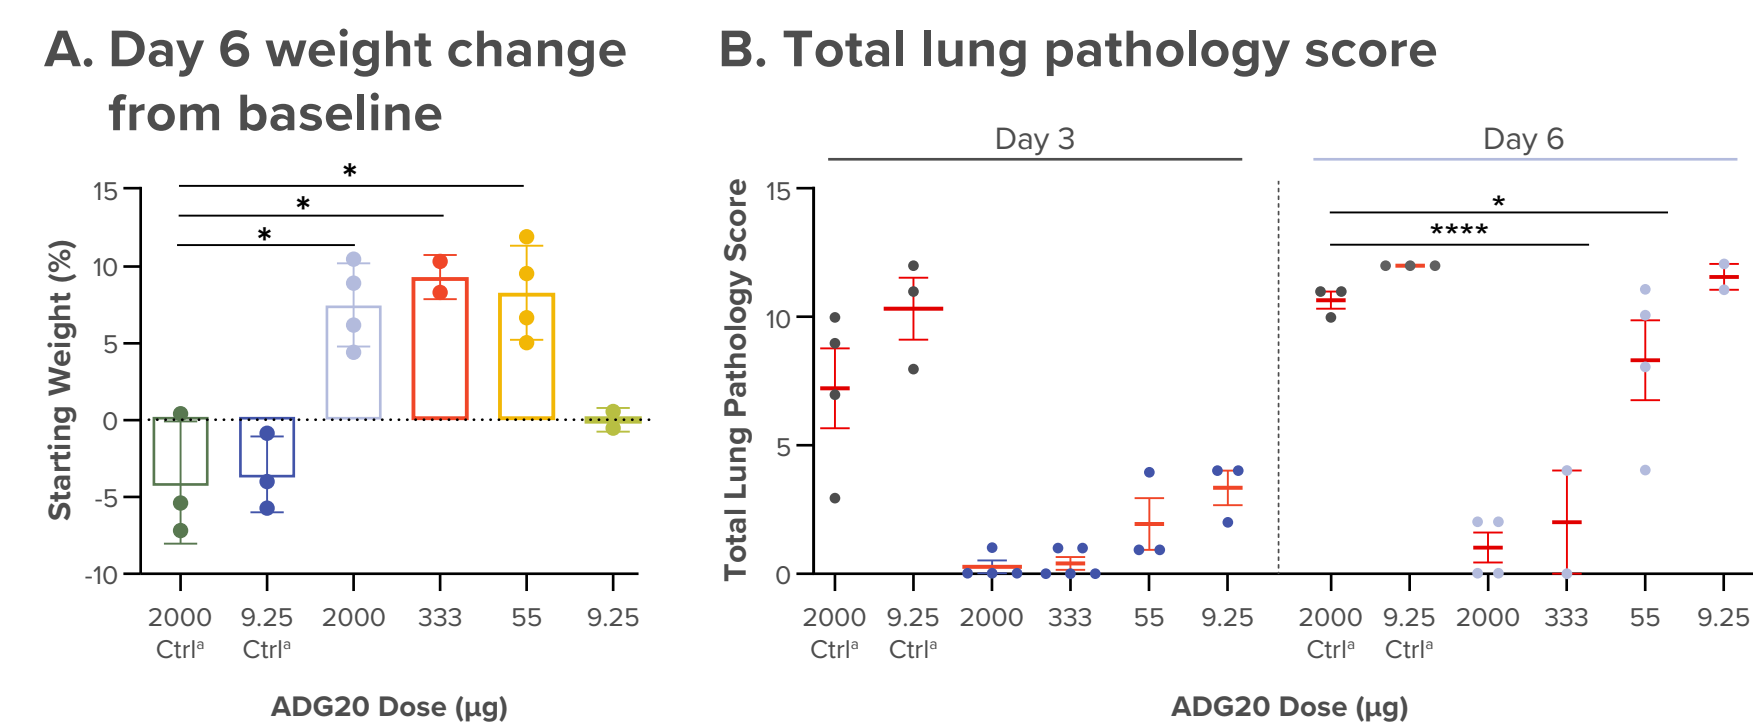 A. Day 6 weight change
from baseline
*
*
*
Starting Weight (%)
15
10
5
0
-5
-10
2000 9.25 2000 333 55 9.25
Ctrlᵃ Ctrlᵃ
ADG20 Dose (µg)
B. Total lung pathology score
Day 3 Day 6
*
****
Total Lung Pathology Score
15
10
5
0
2000 9.25 2000 333 55 9.25 2000 9.25 2000 333 55 9.25
Ctrlᵃ Ctrlᵃ Ctrlᵃ Ctrlᵃ
ADG20 Dose (µg)